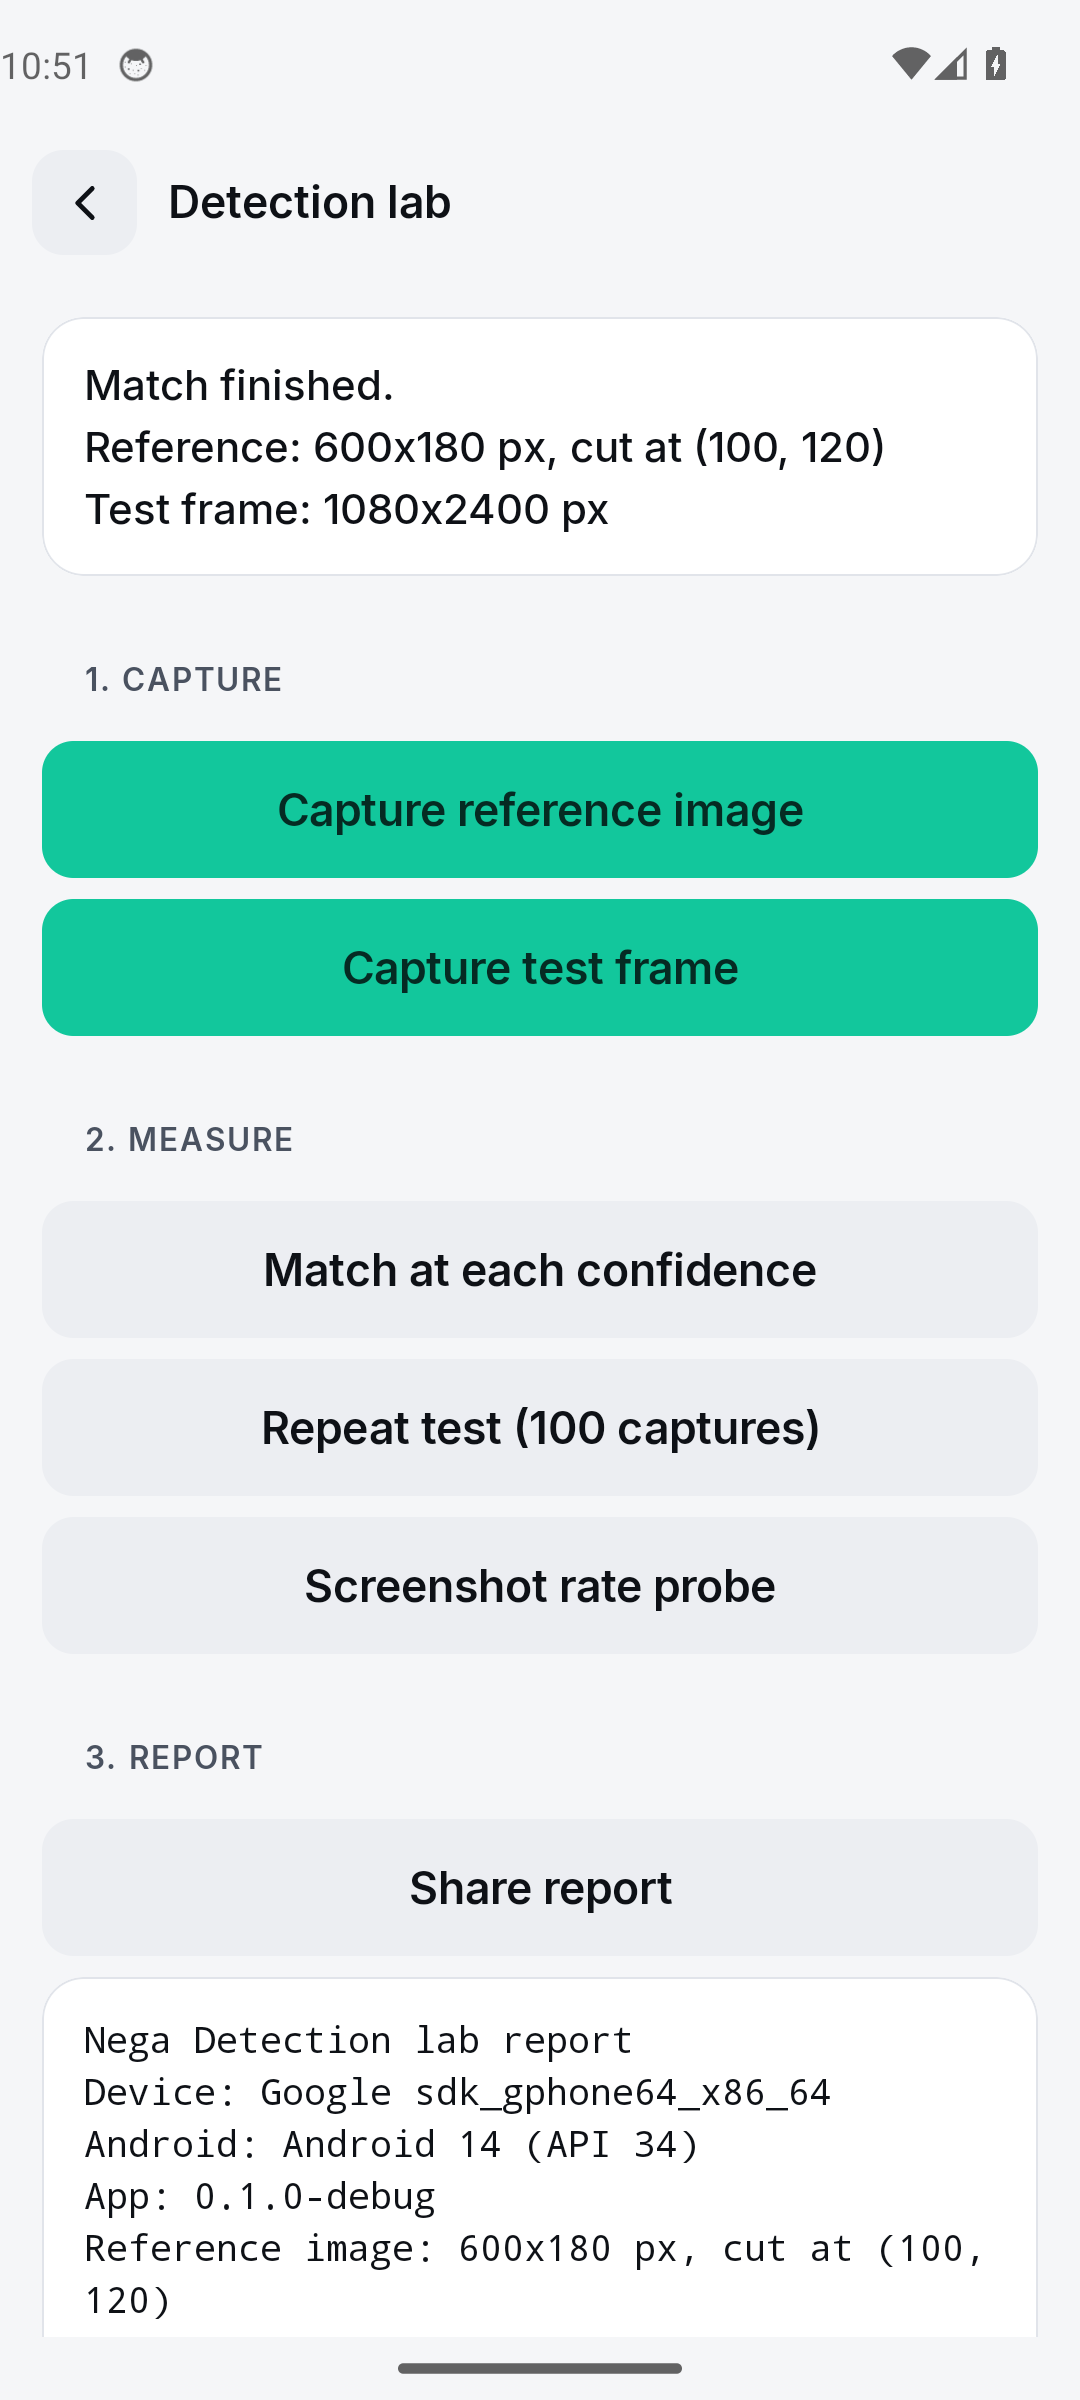 10:51
Detection lab
Match finished.
Reference: 600x180 px, cut at (100, 120)
Test frame: 1080x2400 px
1. CAPTURE
Capture reference image
Capture test frame
2. MEASURE
Match at each confidence
Repeat test (100 captures)
Screenshot rate probe
3. REPORT
Share report
Nega Detection lab report
Device: Google sdk_gphone64_x86_64
Android: Android 14 (API 34)
App: 0.1.0-debug
Reference image: 600x180 px, cut at (100,
120)